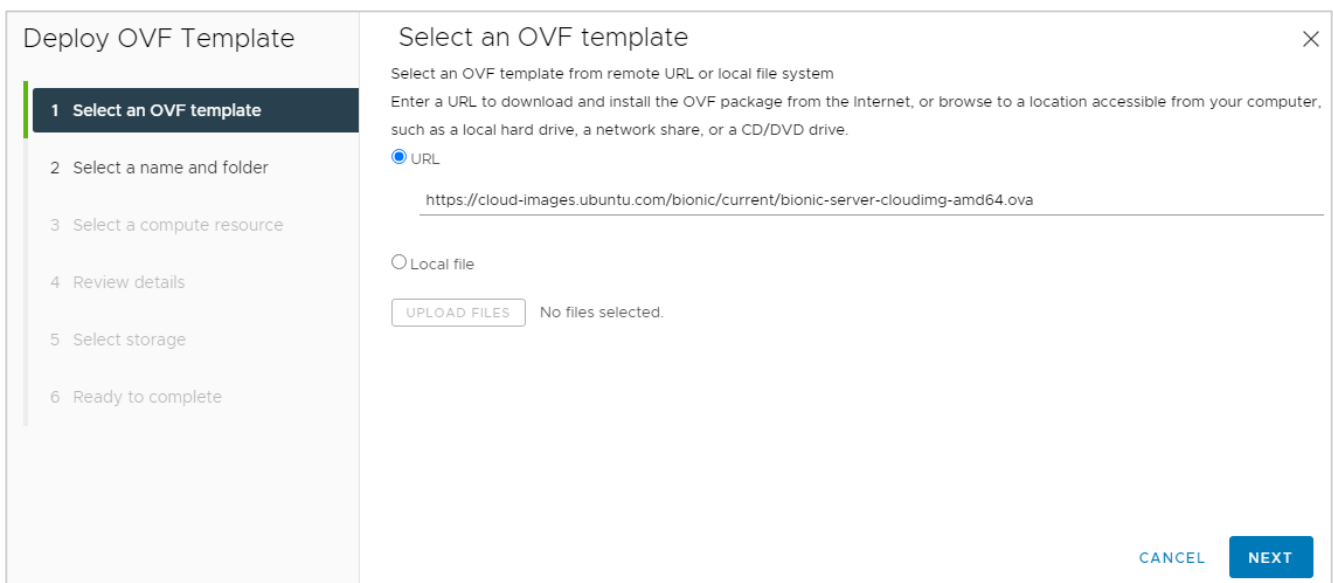 Deploy OVF Template
1 Select an OVF template
2 Select a name and folder
3 Select a compute resource
4 Review details
5 Select storage
6 Ready to complete
Select an OVF template
Select an OVF template from remote URL or local file system
Enter a URL to download and install the OVF package from the Internet, or browse to a location accessible from your computer,
such as a local hard drive, a network share, or a CD/DVD drive.
URL
https://cloud-images.ubuntu.com/bionic/current/bionic-server-cloudimg-amd64.ova
Local file
UPLOAD FILES No files selected.
CANCEL NEXT